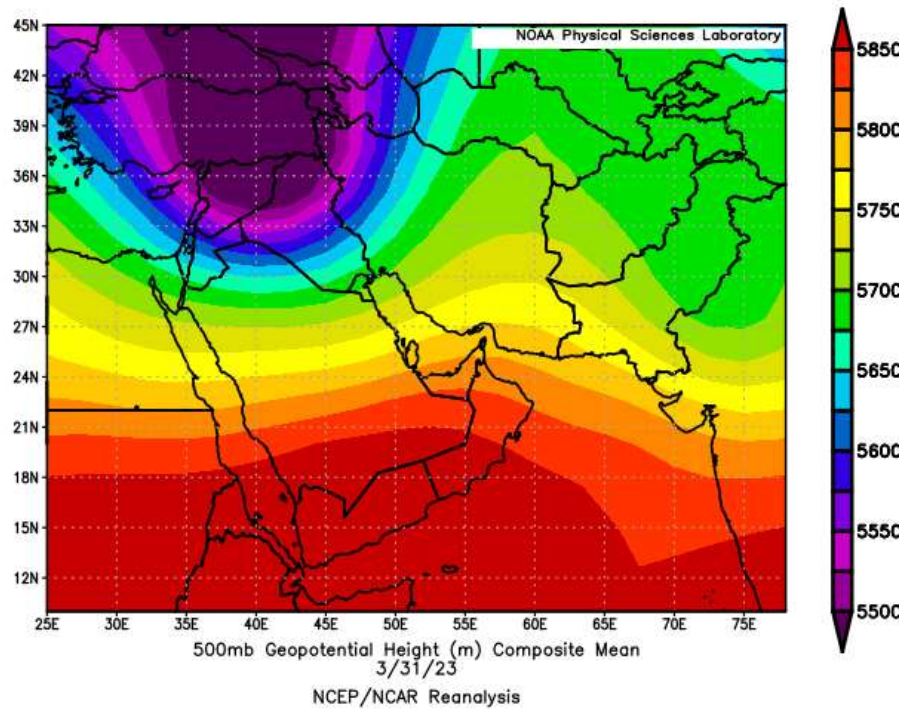 NOAA Physical Sciences Laboratory
45N
42N
39N
36N
33N
30N
27N
24N
21N
18N
15N
12N
25E
30E
35E
40E
45E
50E
55E
60E
65E
70E
75E
5850
5800
5750
5700
5650
5600
5550
5500
500mb Geopotential Height (m) Composite Mean
3/31/23
NCEP/NCAR Reanalysis